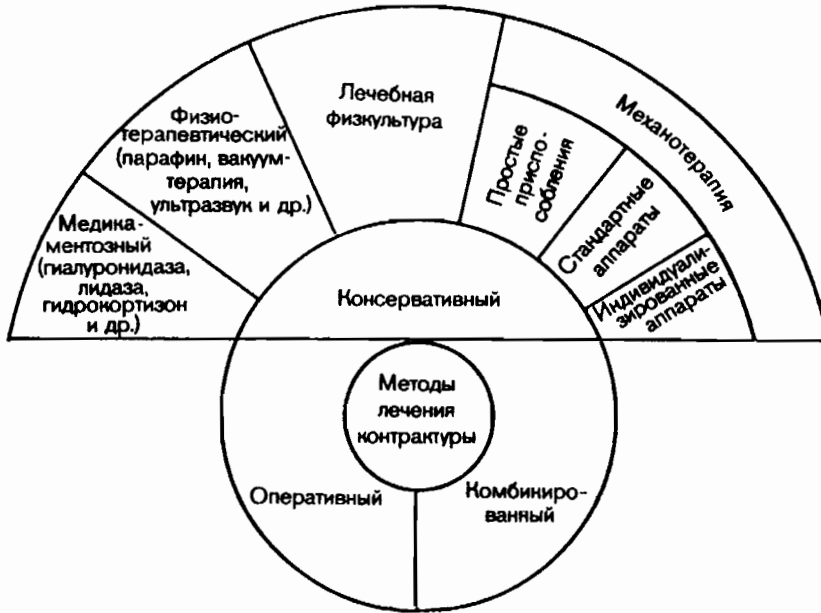 Медика-
ментозный
(гиалуронидаза,
лидаза,
гидрокортизон
и др.)
Физио-
терапевтический
(парафин, вакуум-
терапия,
ультразвук и др.)
Лечебная
физкультура
Механотерапия
Простые
приспо-
собления
Стандартные
аппараты
Индивидуали-
зированные
аппараты
Консервативный
Методы
лечения
контрактуры
Оперативный
Комбиниро-
ванный